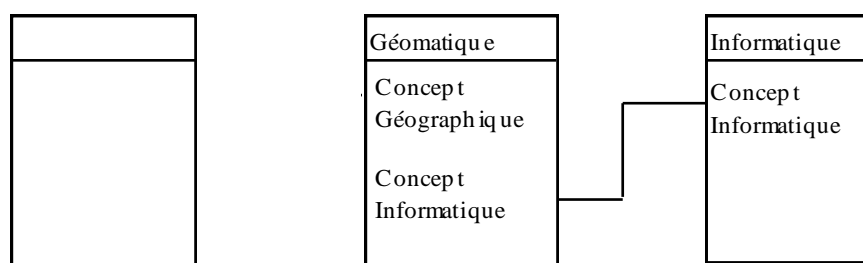 Géomatique
Concept
Géographique
Concept
Informatique
Informatique
Concept
Informatique